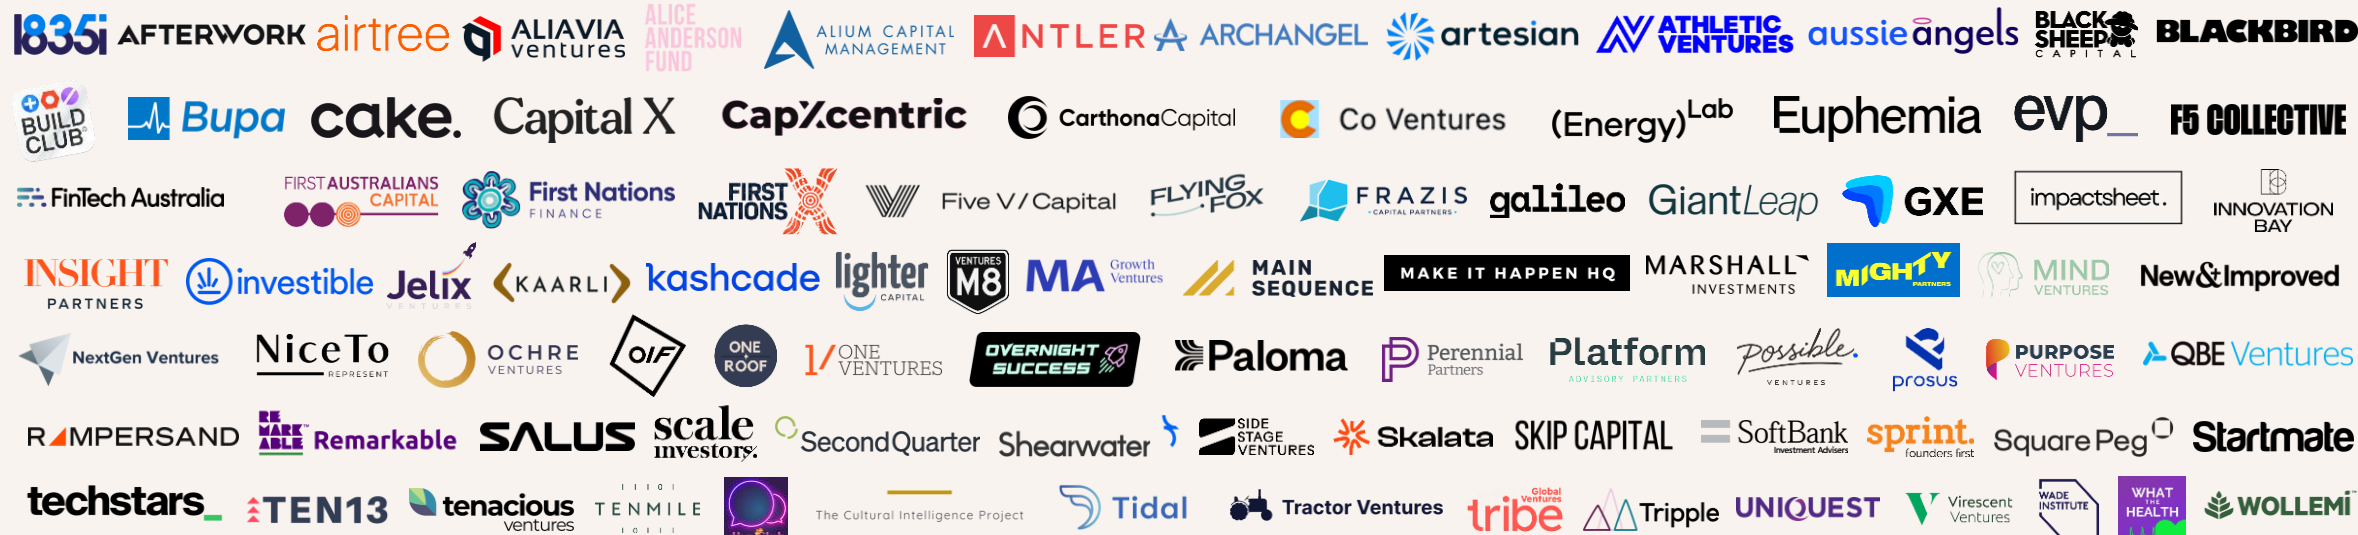 1835i AFTERWORK airtree ALIAVIA ventures ALICE ANDERSON FUND ALIUM CAPITAL MANAGEMENT ANTLER ARCHANGEL artesian ATHLETIC VENTURES aussie angels BLACK SHEEP CAPITAL BLACKBIRD
BUILD CLUB Bupa cake. Capital X CapXcentric CarthonaCapital Co Ventures (Energy)Lab Euphemia evp_ F5 COLLECTIVE
FinTech Australia FIRST AUSTRALIANS CAPITAL First Nations FINANCE FIRST NATIONS X Five V/Capital FLYING FOX FRAZIS CAPITAL PARTNERS galileo GiantLeap GXE impactsheet. INNOVATION BAY
INSIGHT PARTNERS investible Jelix VENTURES KAARLI kashcade lighter CAPITAL VENTURES M8 MA Growth Ventures MAIN SEQUENCE MAKE IT HAPPEN HQ MARSHALL INVESTMENTS MIGHTY PARTNERS MIND VENTURES New&Improved
NextGen Ventures NiceTo REPRESENT OCHRE VENTURES OIF ONE ROOF 1/ ONE VENTURES OVERNIGHT SUCCESS Paloma Perennial Partners Platform ADVISORY PARTNERS Possible. VENTURES prosus PURPOSE VENTURES QBE Ventures
RAMPERSAND REMARKABLE Remarkable SALUS scale investors. SecondQuarter Shearwater SIDE STAGE VENTURES Skalata SKIP CAPITAL SoftBank Investment Advisers sprint. founders first Square Peg Startmate
techstars_ TEN13 tenacious ventures TENMILE The Cultural Intelligence Project Tidal Tractor Ventures tribe Global Ventures Tripple UNIQUEST Virescent Ventures WADE INSTITUTE WHAT THE HEALTH WOLLEMI